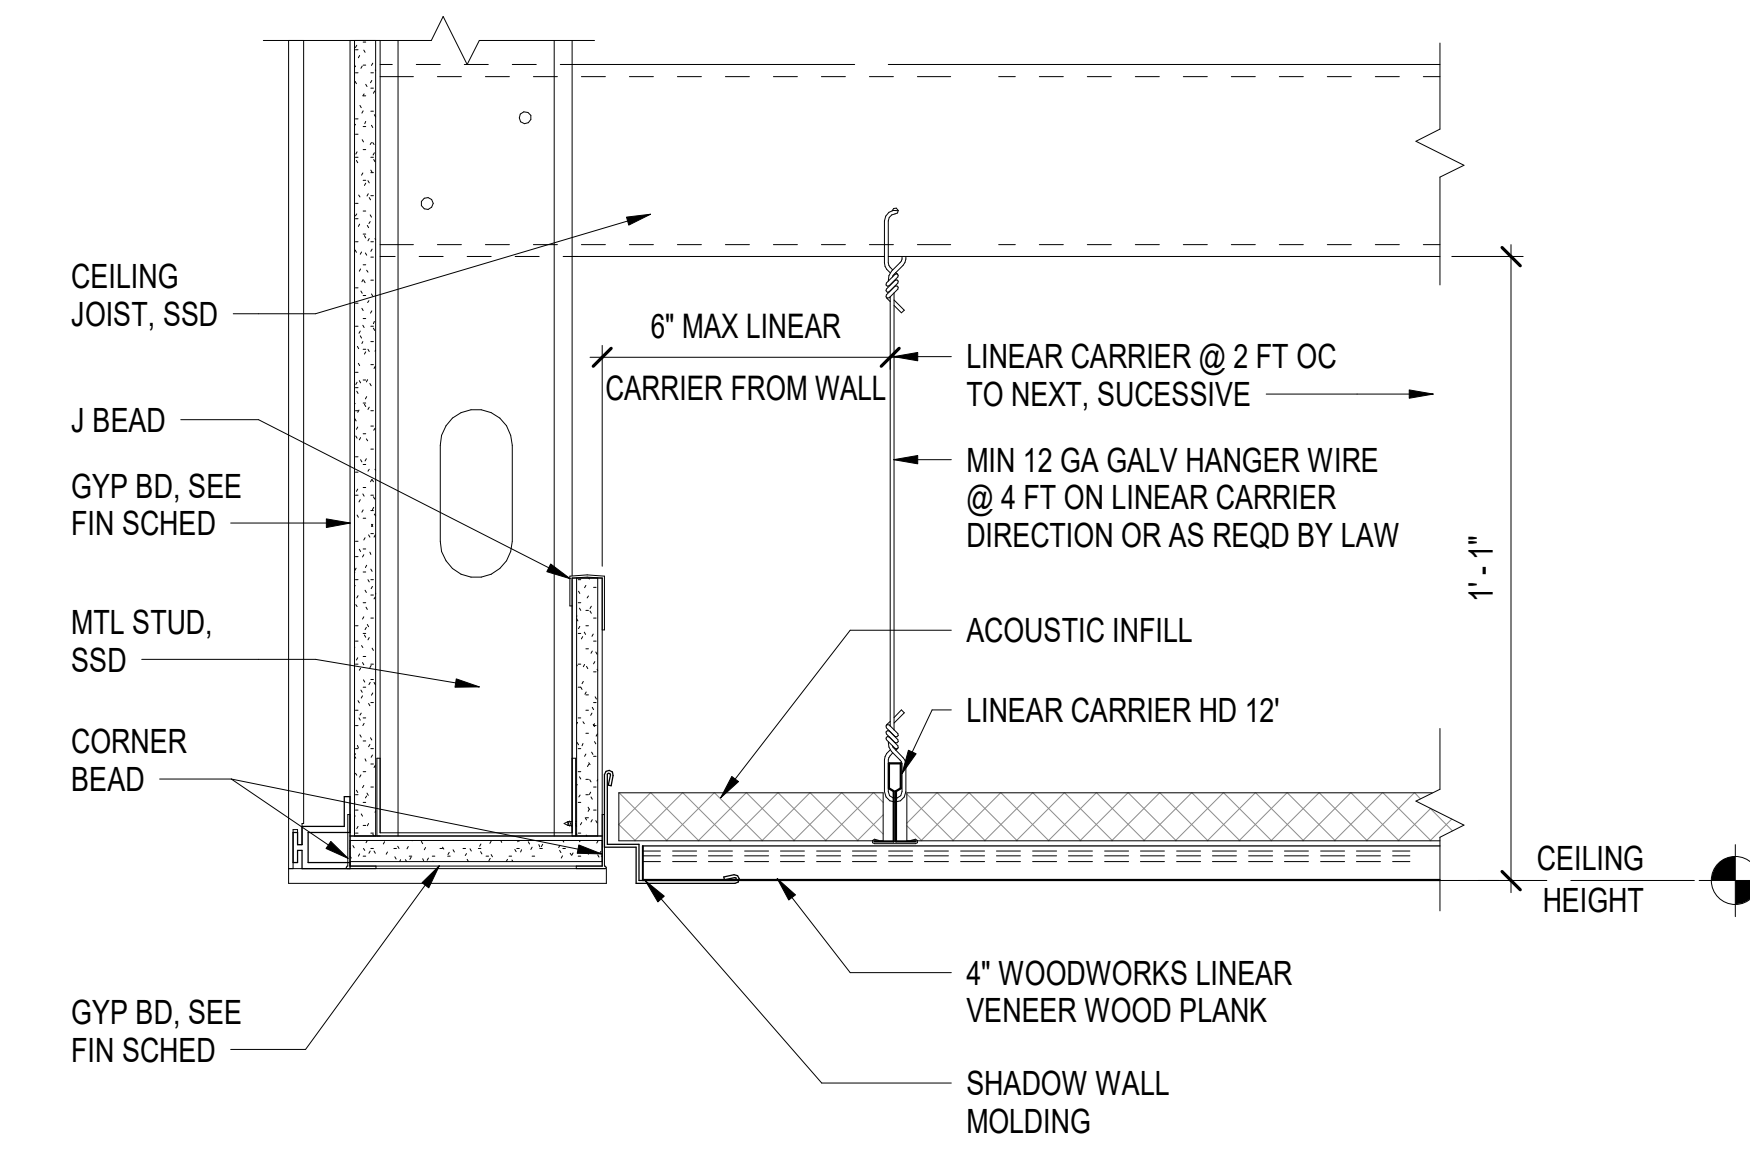 CEILING
JOIST, SSD
J BEAD
GYP BD, SEE
FIN SCHED
MTL STUD,
SSD
CORNER
BEAD
GYP BD, SEE
FIN SCHED
6" MAX LINEAR
CARRIER FROM WALL
LINEAR CARRIER @ 2 FT OC
TO NEXT, SUCESSIVE
MIN 12 GA GALV HANGER WIRE
@ 4 FT ON LINEAR CARRIER
DIRECTION OR AS REQD BY LAW
ACOUSTIC INFILL
LINEAR CARRIER HD 12'
1' - 1"
CEILING
HEIGHT
4" WOODWORKS LINEAR
VENEER WOOD PLANK
SHADOW WALL
MOLDING